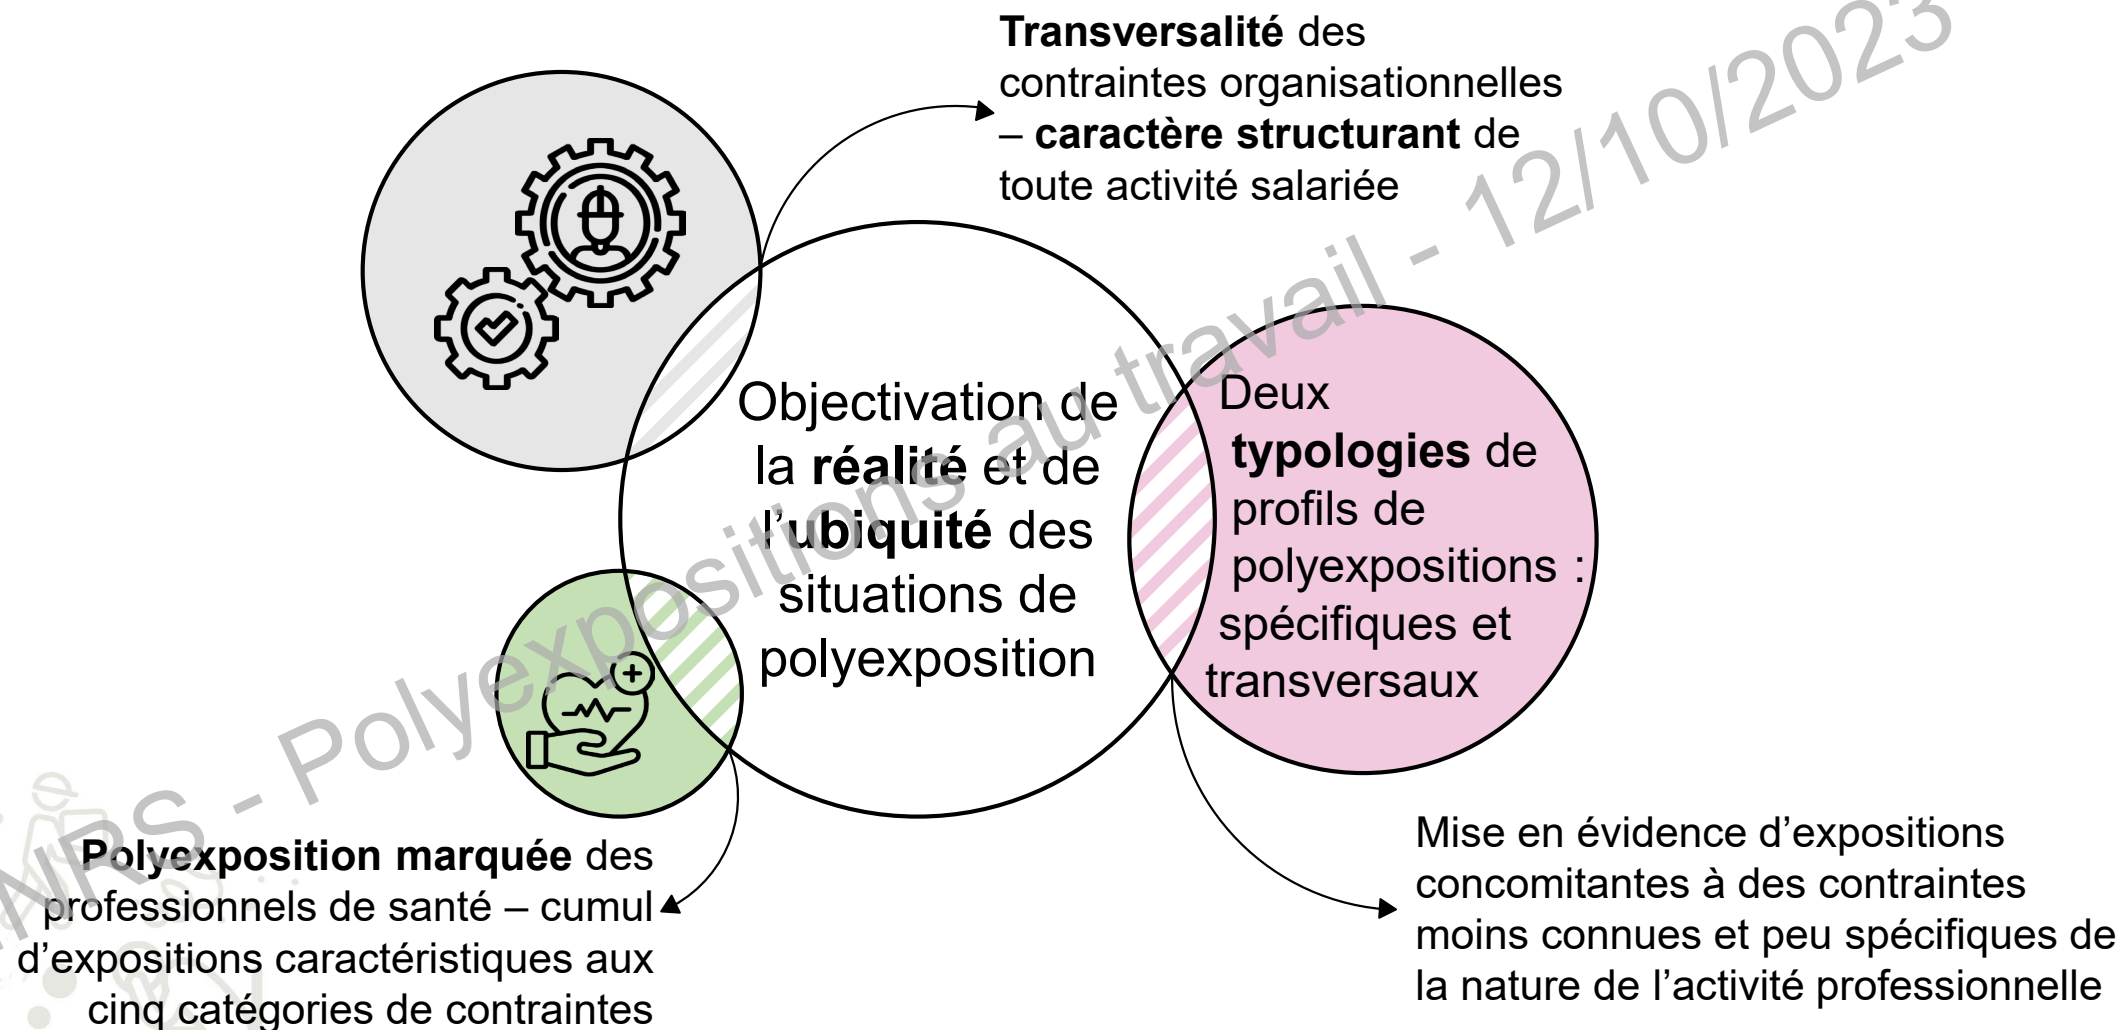 Transversalité des
contraintes organisationnelles
– caractère structurant de
toute activité salariée
Objectivation de
la réalité et de
l’ubiquité des
situations de
polyexposition
Deux
typologies de
profils de
polyexpositions :
spécifiques et
transversaux
Polyexposition marquée des
professionnels de santé – cumul
d’expositions caractéristiques aux
cinq catégories de contraintes
Mise en évidence d’expositions
concomitantes à des contraintes
moins connues et peu spécifiques de
la nature de l’activité professionnelle
INRS - Polyexpositions au travail - 12/10/2023